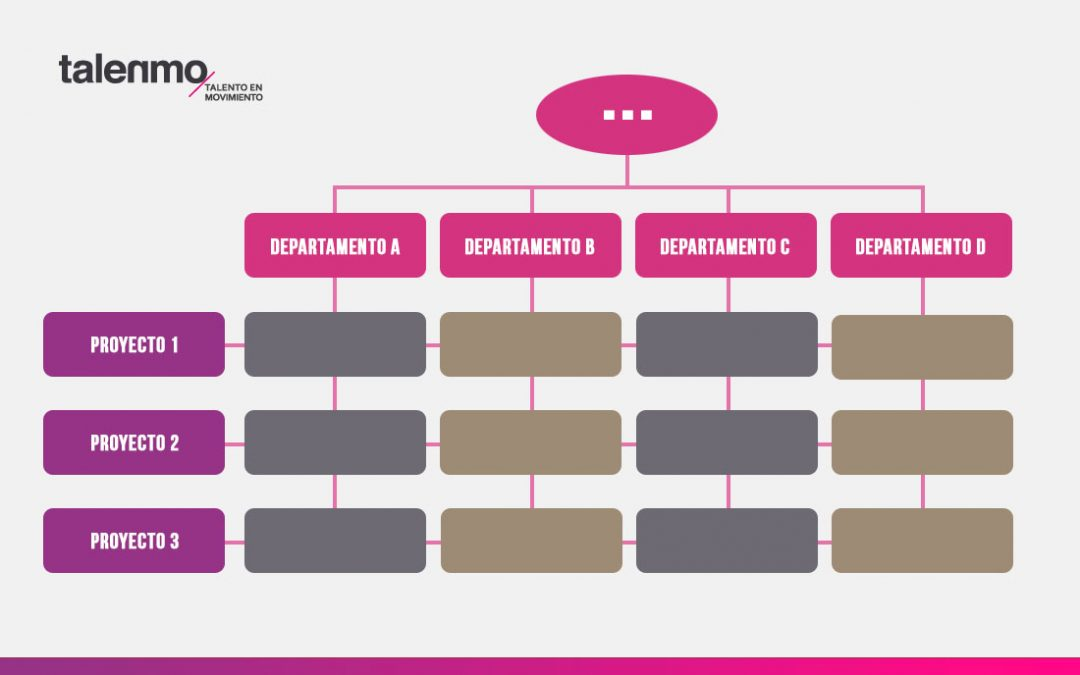 talenmo
TALENTO EN
MOVIMIENTO
DEPARTAMENTO A DEPARTAMENTO B DEPARTAMENTO C DEPARTAMENTO D
PROYECTO 1
PROYECTO 2
PROYECTO 3